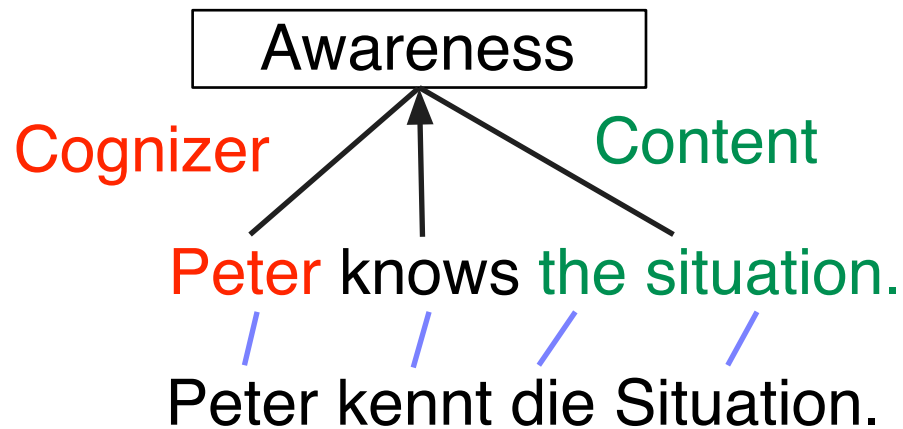 Awareness
Cognizer
Content
Peter knows the situation.
Peter kennt die Situation.